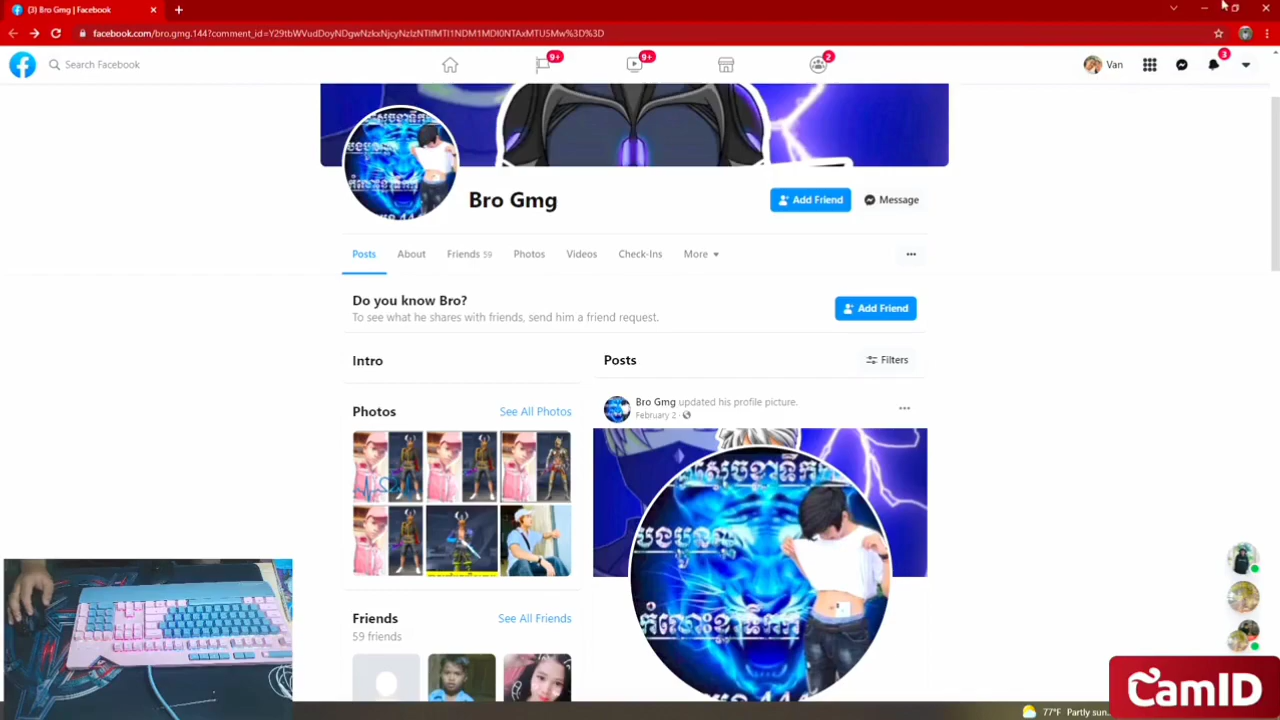 (3) Bro Gmg | Facebook
facebook.com/bro.gmg.144?comment_id=Y29tbWVudDoyNDgwNzkxNjcyNzIzNTlfMTI1NDM1MDI0NTAxMTU5Mw%3D%3D
Search Facebook
9+
9+
2
Van
3
Bro Gmg
Add Friend
Message
Posts
About
Friends 59
Photos
Videos
Check-Ins
More
Do you know Bro?
To see what he shares with friends, send him a friend request.
Add Friend
Intro
Posts
Filters
Photos
See All Photos
Bro Gmg updated his profile picture.
February 2
Friends
See All Friends
59 friends
CamID
77°F Partly sun...